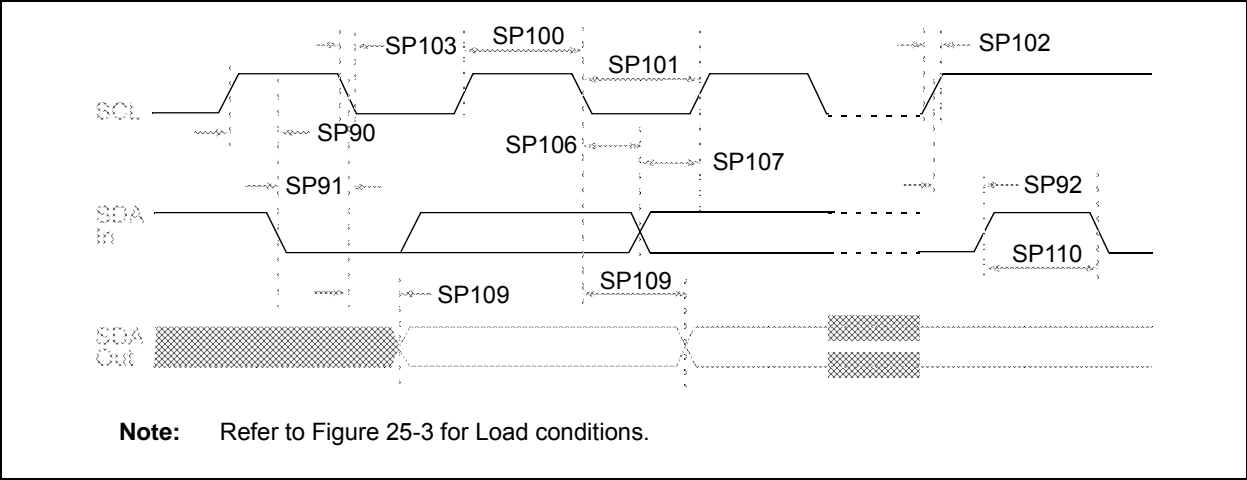 SP103
SP100
SP101
SP102
SCL
SP90
SP106
SP107
SP91
SP92
SDA
In
SP110
SP109
SP109
SDA
Out
Note: Refer to Figure 25-3 for Load conditions.